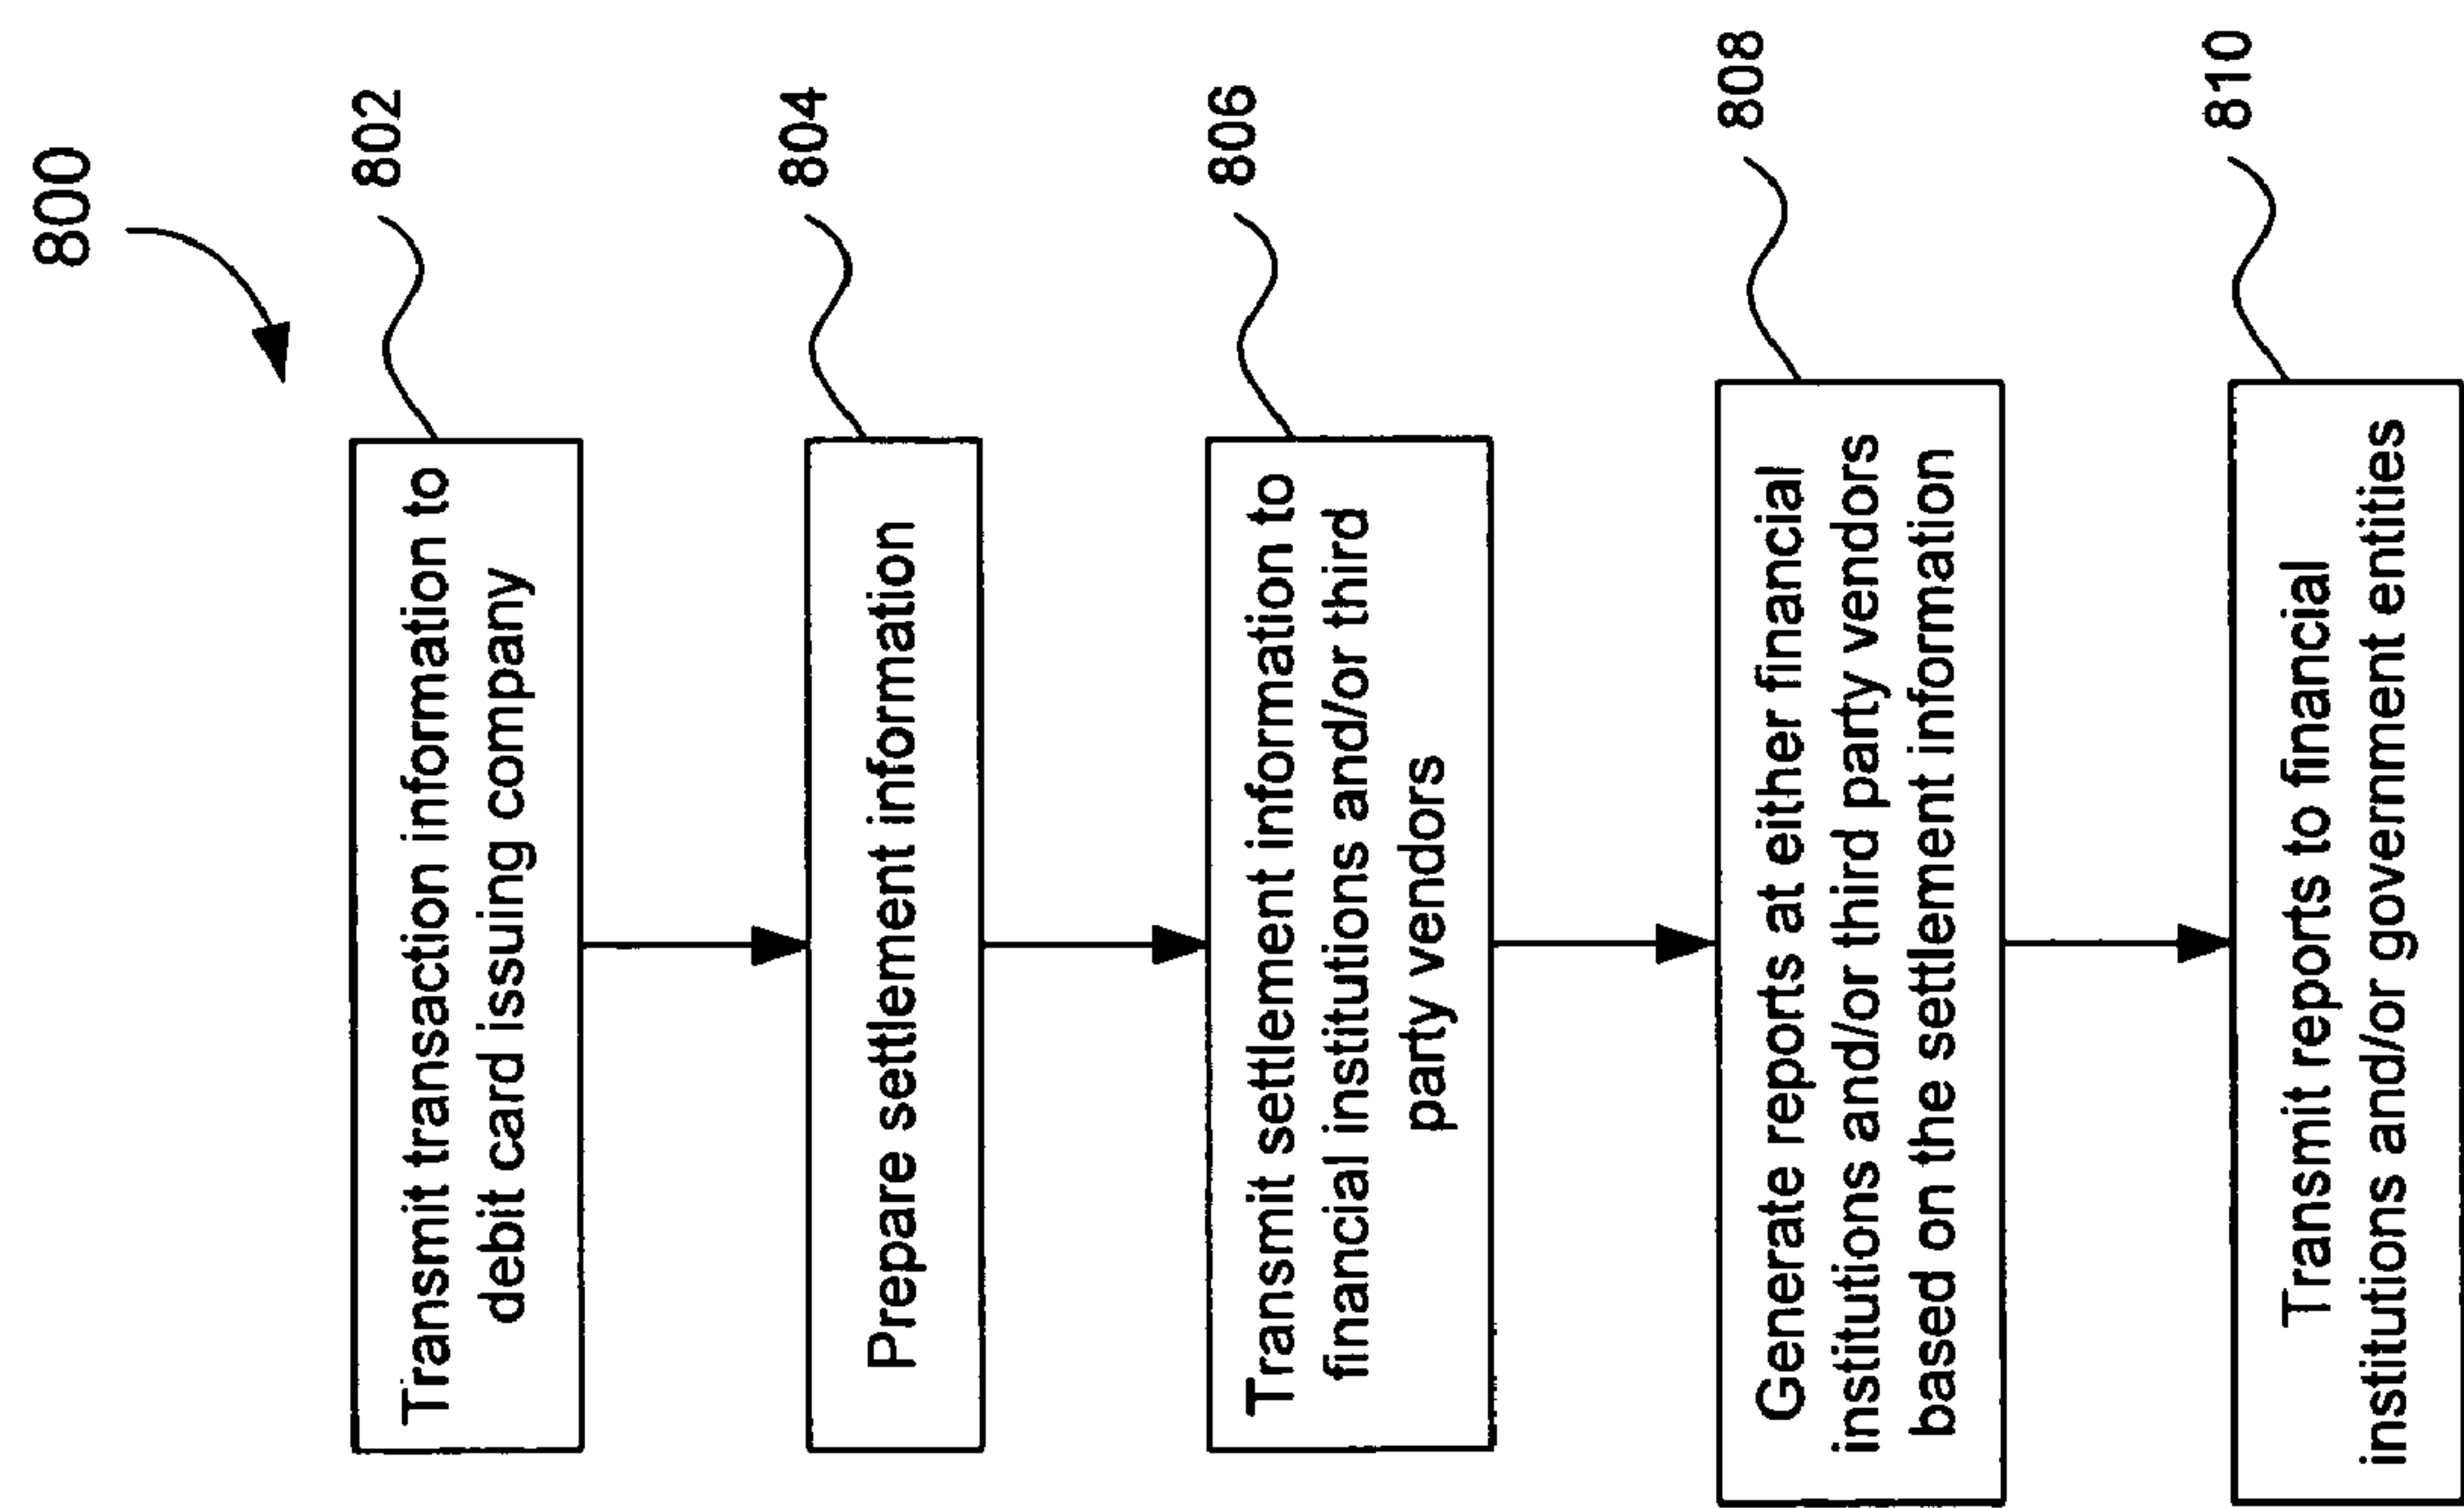 800
802
Transmit transaction information to
debit card issuing company
804
Prepare settlement information
806
Transmit settlement information to
financial institutions and/or third
party vendors
808
Generate reports at either financial
institutions and/or third party vendors
based on the settlement information
810
Transmit reports to financial
institutions and/or government entities